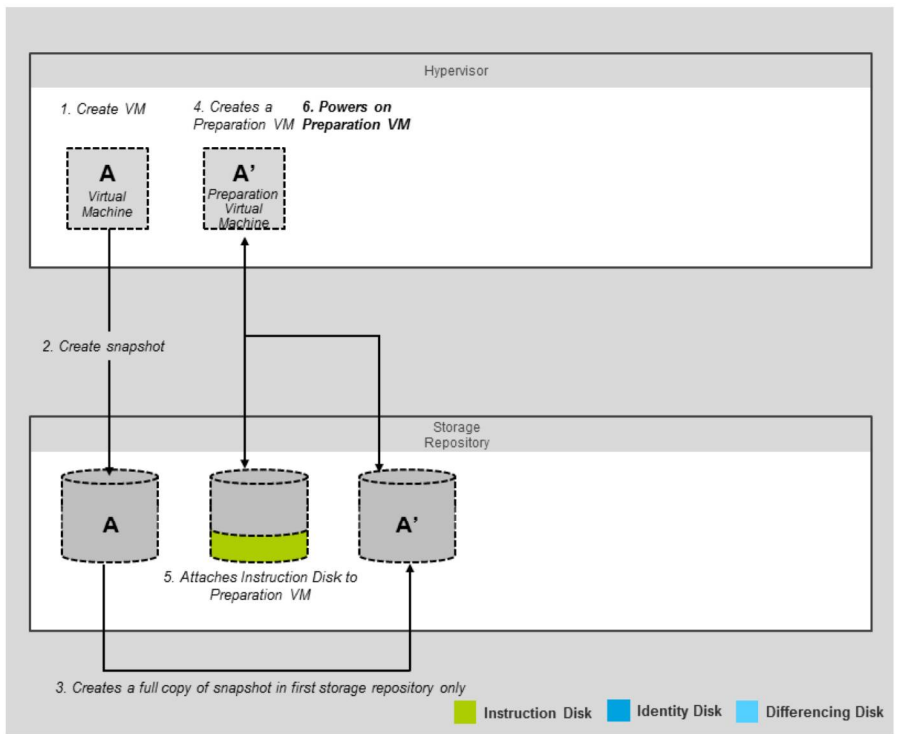 Hypervisor
1. Create VM
4. Creates a
Preparation VM
6. Powers on
Preparation VM
A
Virtual
Machine
A'
Preparation
Virtual
Machine
2. Create snapshot
Storage
Repository
A
A'
5. Attaches Instruction Disk to
Preparation VM
3. Creates a full copy of snapshot in first storage repository only
Instruction Disk
Identity Disk
Differencing Disk